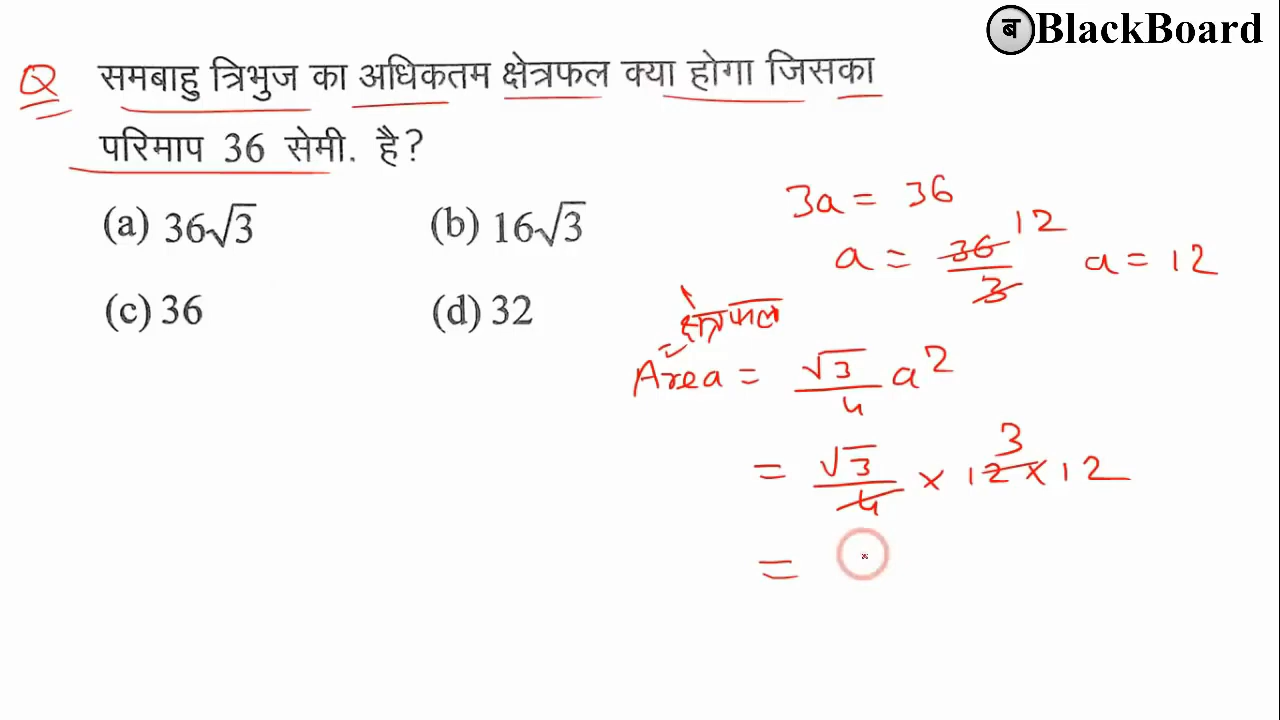 ब BlackBoard
Q समबाहु त्रिभुज का अधिकतम क्षेत्रफल क्या होगा जिसका
परिमाप 36 सेमी. है?
(a) 36√3 (b) 16√3
(c) 36 (d) 32
3a = 36
a = 36/3 12 a = 12
क्षेत्रफल
Area = √3/4 a²
= √3/4 × 12 × 12 3
=